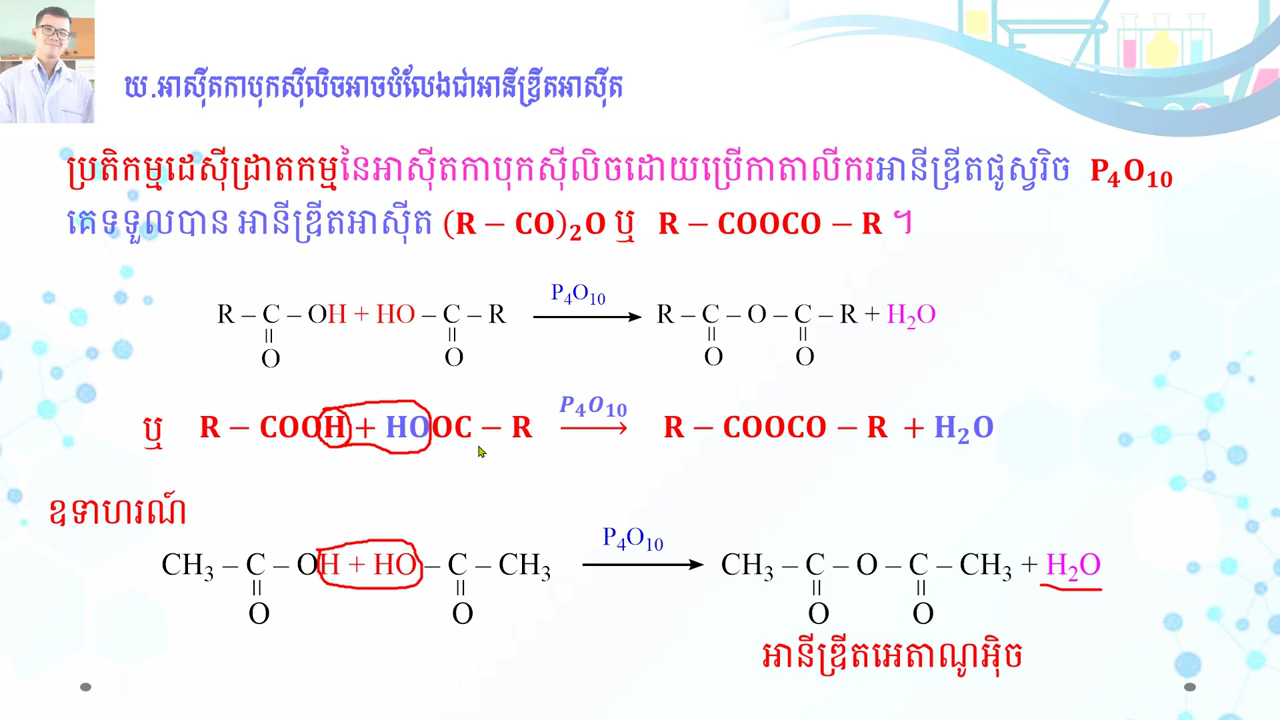 ឃ.អាស៊ីតកាបុកស៊ីលិចអាចបំលែងជាអានីឌ្រីតអាស៊ីត
ប្រតិកម្មដេស៊ីដ្រាតកម្មនៃអាស៊ីតកាបុកស៊ីលិចដោយប្រើកាតាលីករអានីឌ្រីតផូស្វរិច P₄O₁₀
គេទទួលបាន អានីឌ្រីតអាស៊ីត (R − CO)₂O ឬ R − COOCO − R ។
P₄O₁₀
R – C – OH + HO – C – R ⟶ R – C – O – C – R + H₂O
|| || || ||
O O O O
ឬ R − COOH + HOOC − R ⟶ R − COOCO − R + H₂O
P₄O₁₀
ឧទាហរណ៍
P₄O₁₀
CH₃ – C – OH + HO – C – CH₃ ⟶ CH₃ – C – O – C – CH₃ + H₂O
|| || || ||
O O O O
អានីឌ្រីតអេតាណូអ៊ិច